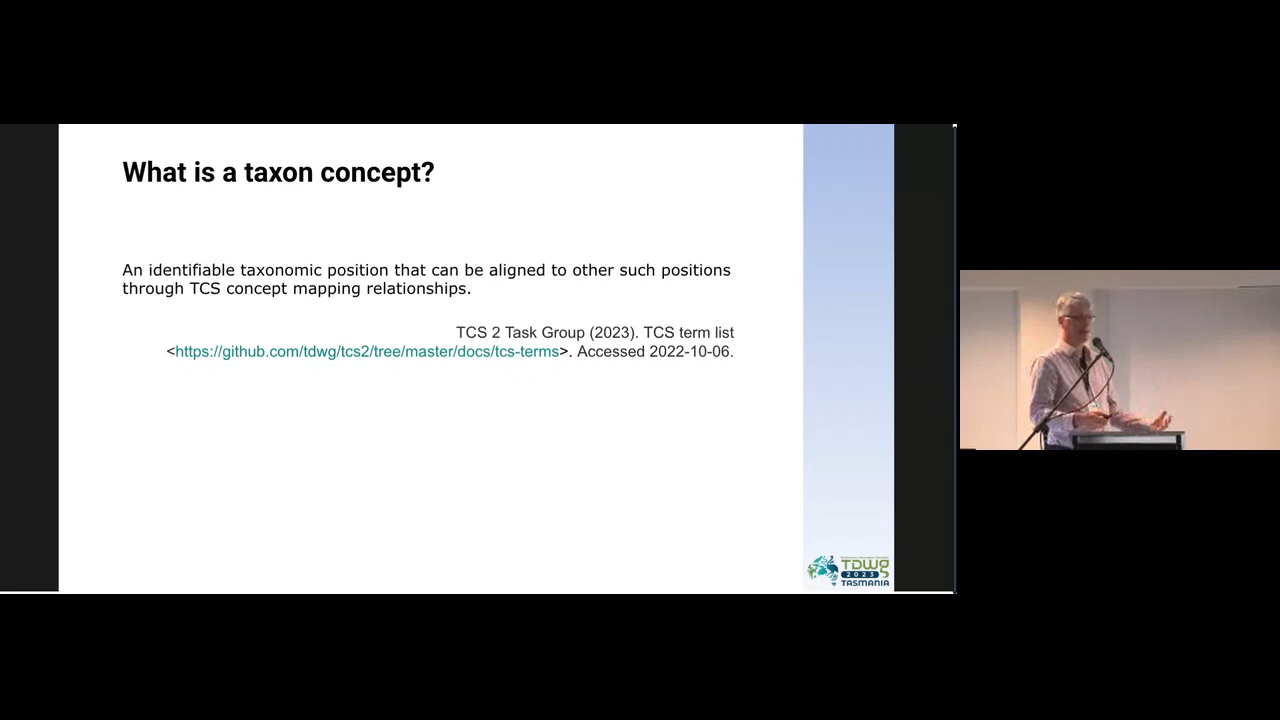 What is a taxon concept?
An identifiable taxonomic position that can be aligned to other such positions
through TCS concept mapping relationships.
TCS 2 Task Group (2023). TCS term list
<https://github.com/tdwg/tcs2/tree/master/docs/tcs-terms>. Accessed 2022-10-06.
TDWG
2023
TASMANIA